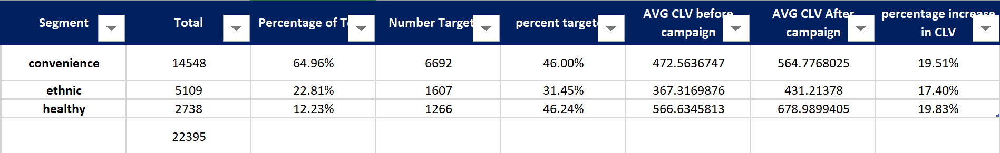 Segment Total Percentage of Number Target percent target AVG CLV before campaign AVG CLV After campaign percentage increase in CLV
convenience 14548 64.96% 6692 46.00% 472.5636747 564.7768025 19.51%
ethnic 5109 22.81% 1607 31.45% 367.3169876 431.21378 17.40%
healthy 2738 12.23% 1266 46.24% 566.6345813 678.9899405 19.83%
22395